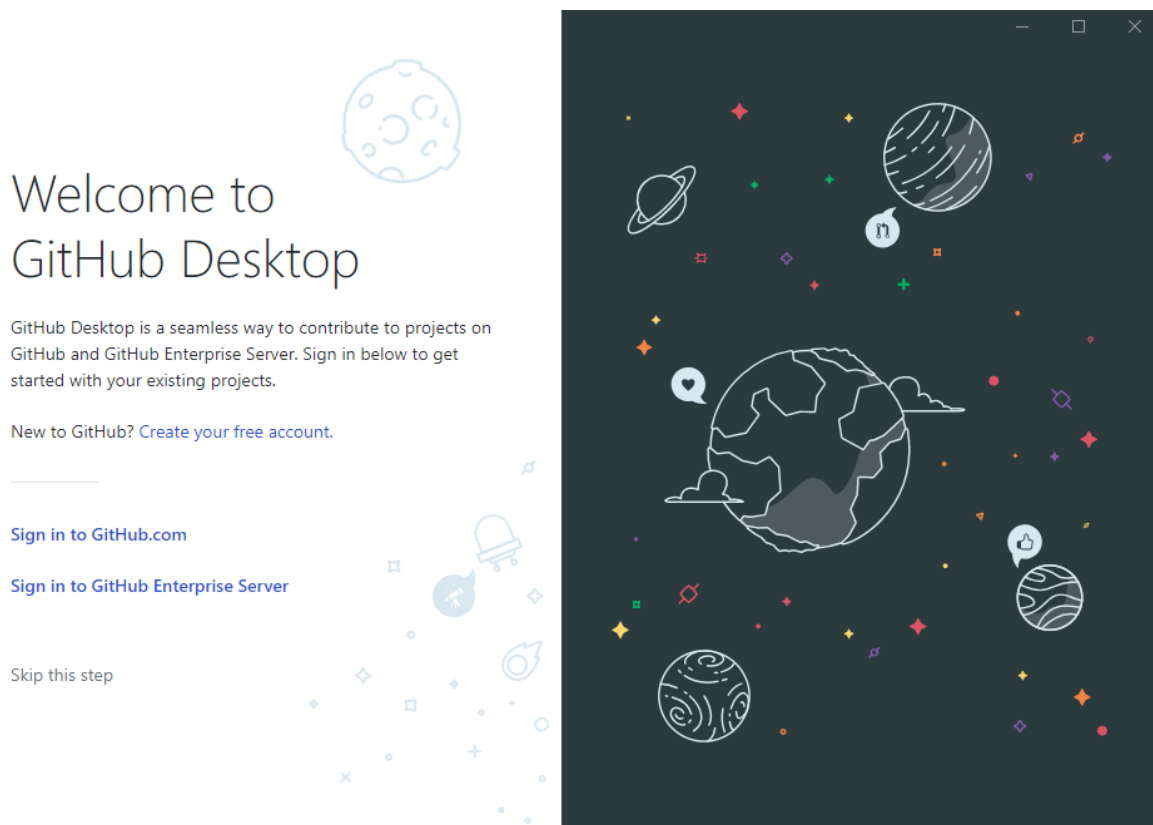 Welcome to
GitHub Desktop
GitHub Desktop is a seamless way to contribute to projects on
GitHub and GitHub Enterprise Server. Sign in below to get
started with your existing projects.
New to GitHub? Create your free account.
Sign in to GitHub.com
Sign in to GitHub Enterprise Server
Skip this step